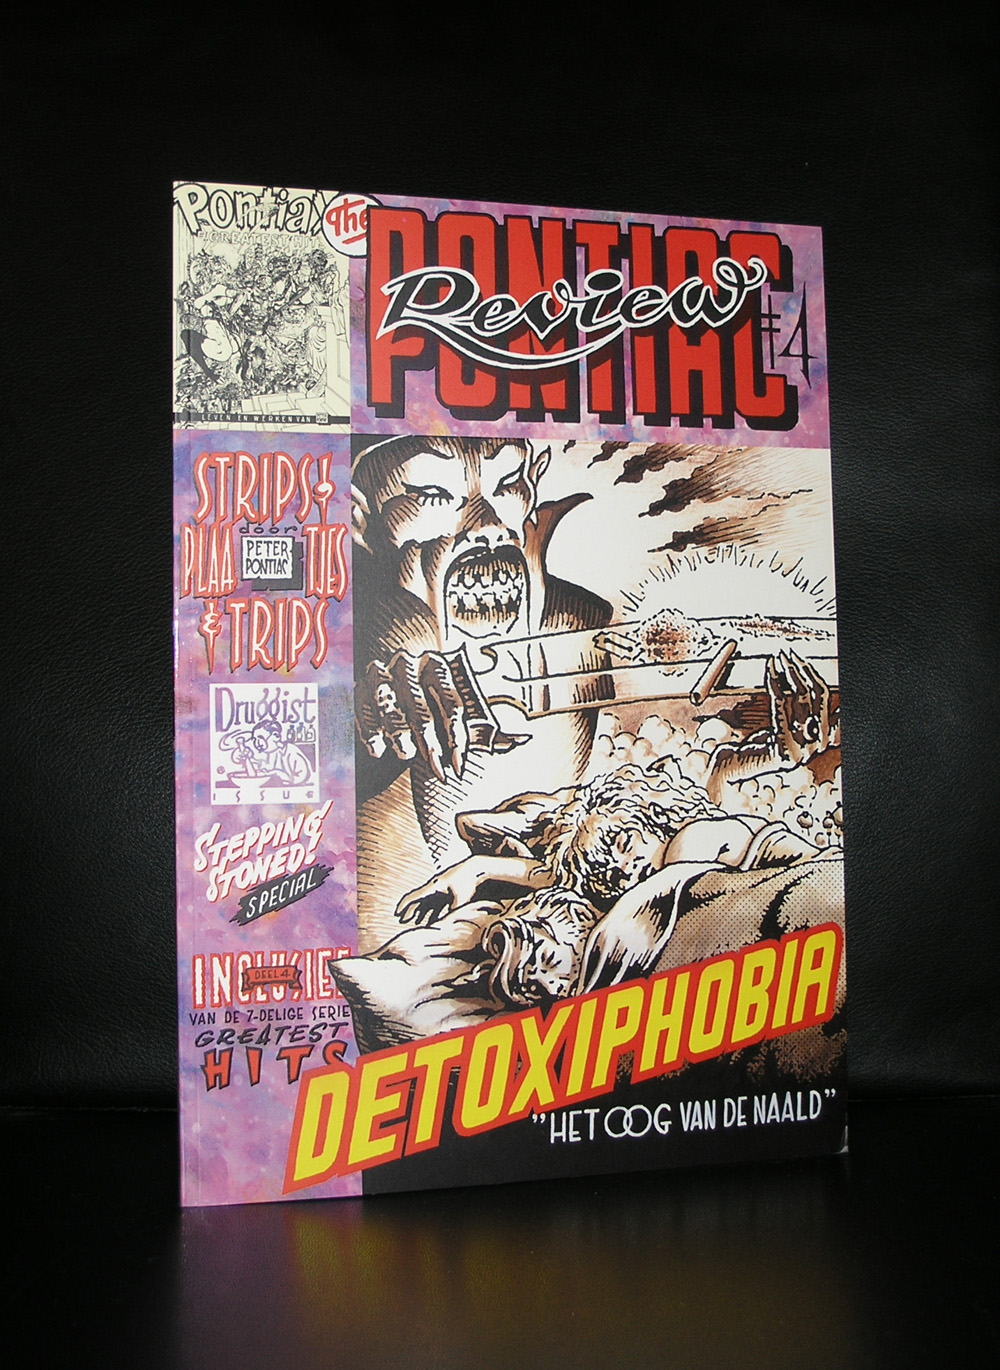 Pontiax
GREATEST HITS
LEVEN EN WERKEN VAN
The
PONTIAC
Review
#4
STRIPS!
door
PLAA PETER TJES
PONTIAC
& TRIPS
Druggist
ISSUE
STEPPING
STONED!
SPECIAL
INCLUSIEF
DEEL 4
VAN DE 7-DELIGE SERIE
GREATEST
HITS
DETOXIPHOBIA
"HET OOG VAN DE NAALD"